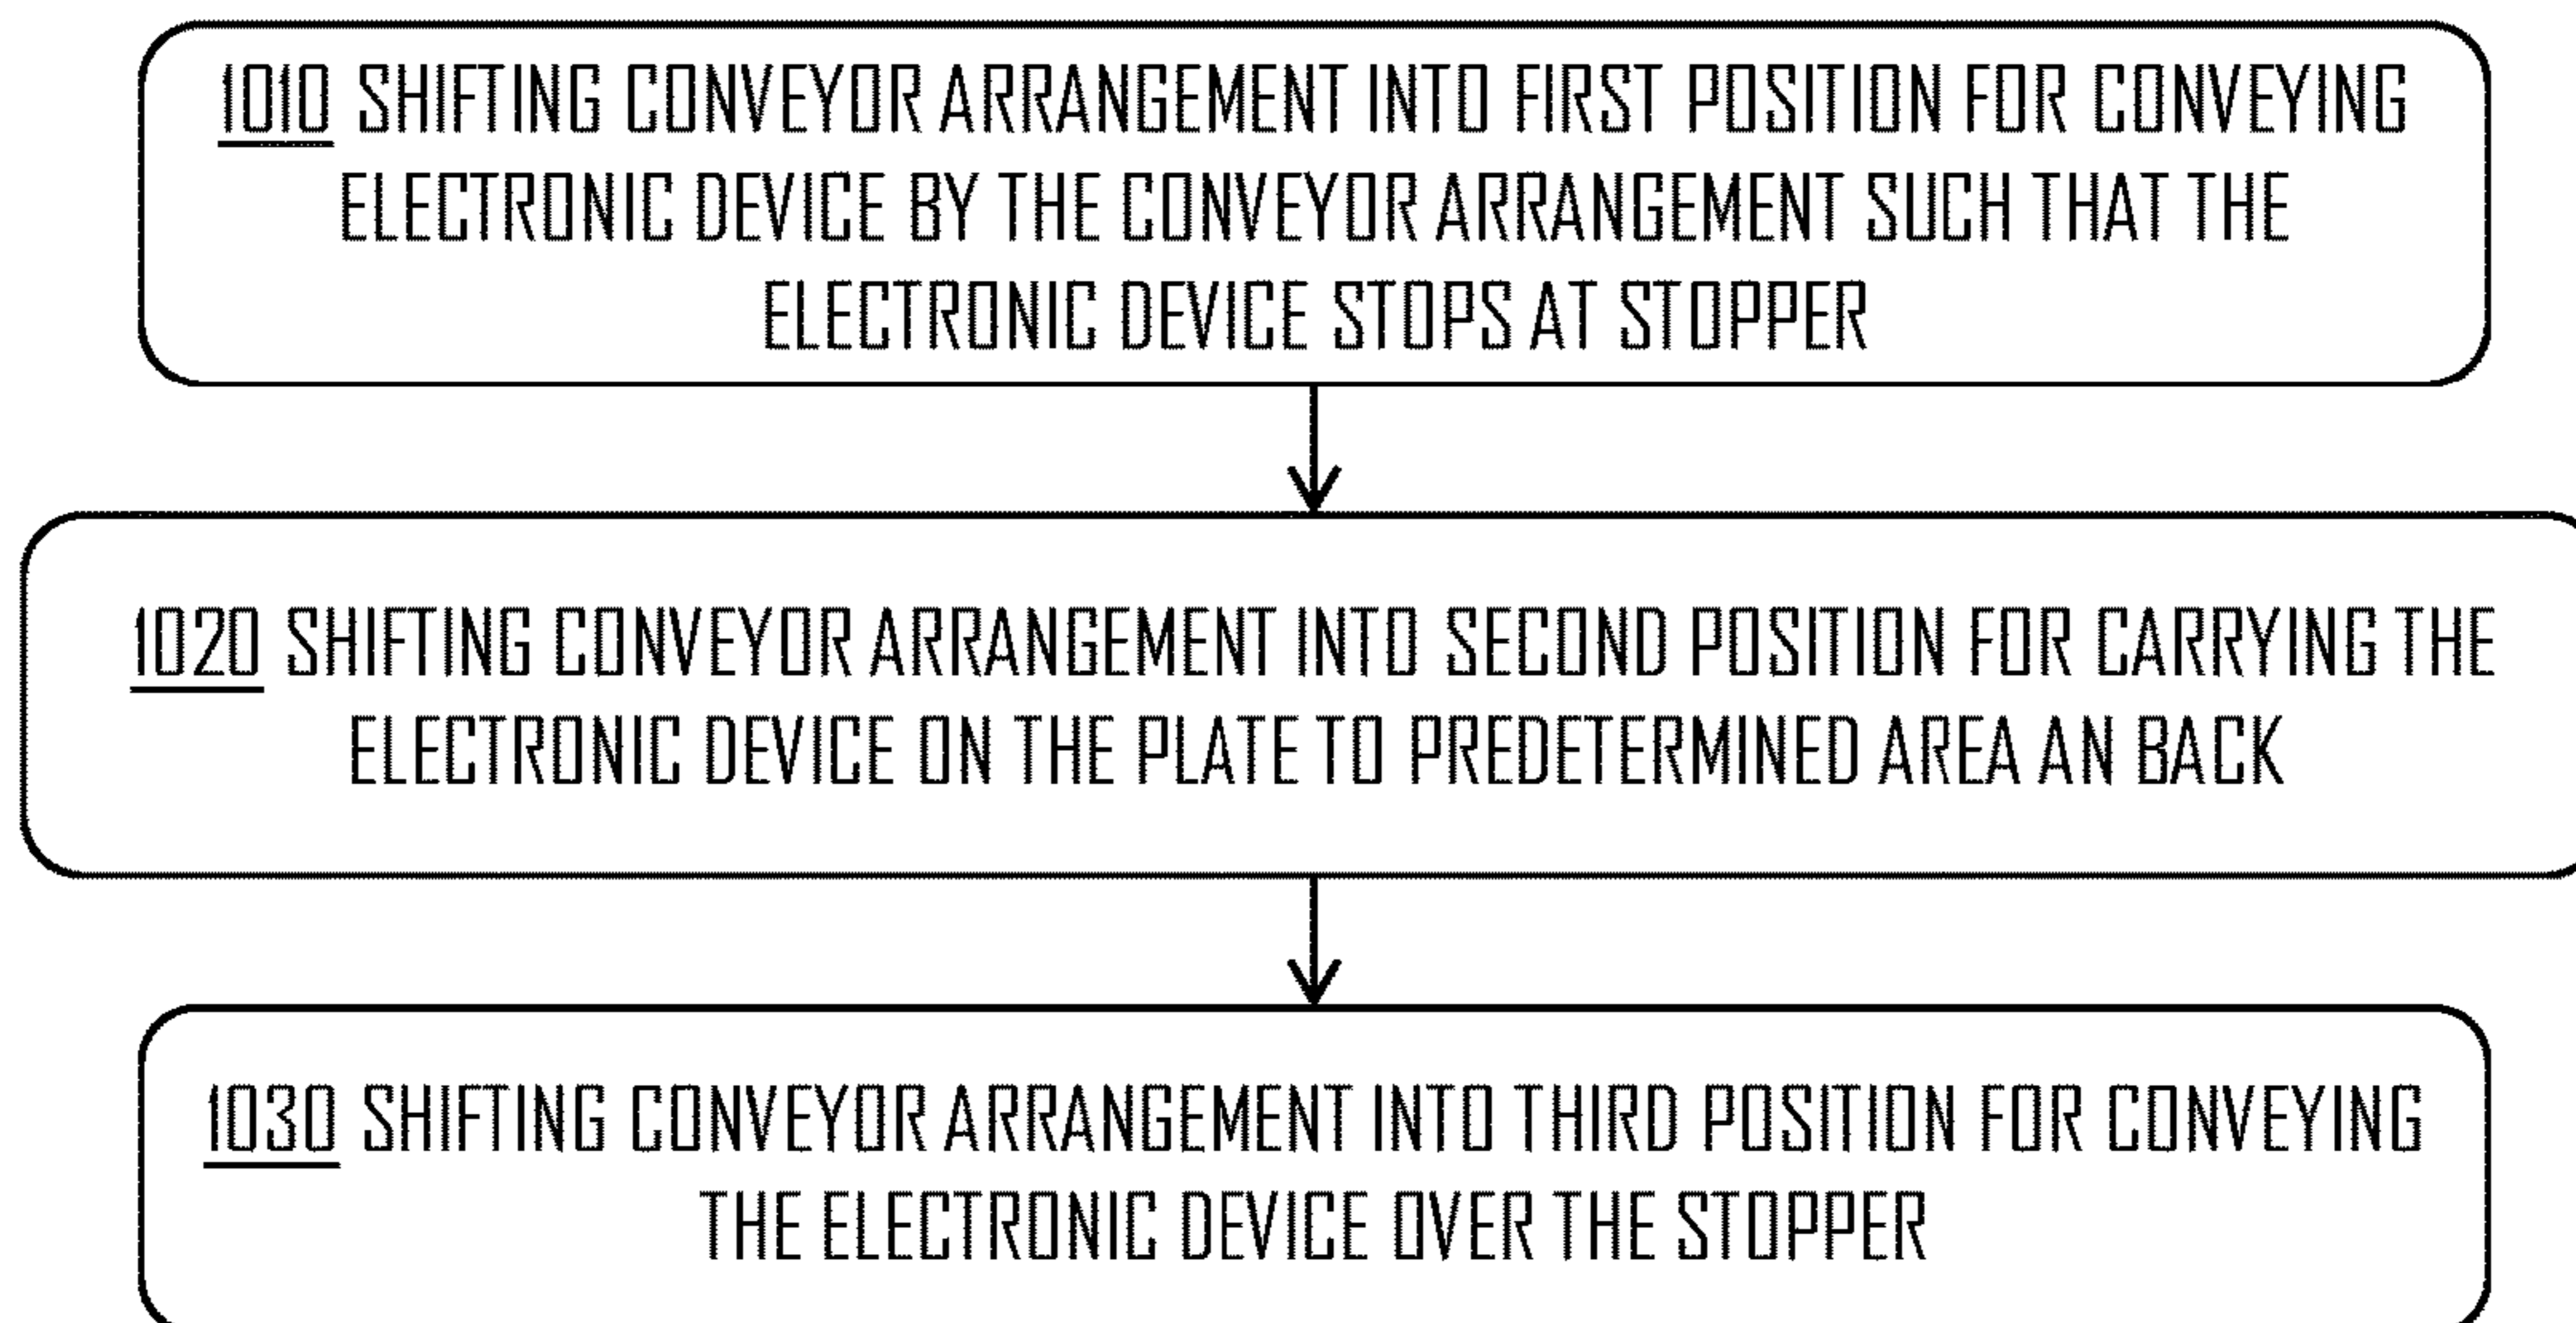 1010 SHIFTING CONVEYOR ARRANGEMENT INTO FIRST POSITION FOR CONVEYING
ELECTRONIC DEVICE BY THE CONVEYOR ARRANGEMENT SUCH THAT THE
ELECTRONIC DEVICE STOPS AT STOPPER
1020 SHIFTING CONVEYOR ARRANGEMENT INTO SECOND POSITION FOR CARRYING THE
ELECTRONIC DEVICE ON THE PLATE TO PREDETERMINED AREA AN BACK
1030 SHIFTING CONVEYOR ARRANGEMENT INTO THIRD POSITION FOR CONVEYING
THE ELECTRONIC DEVICE OVER THE STOPPER